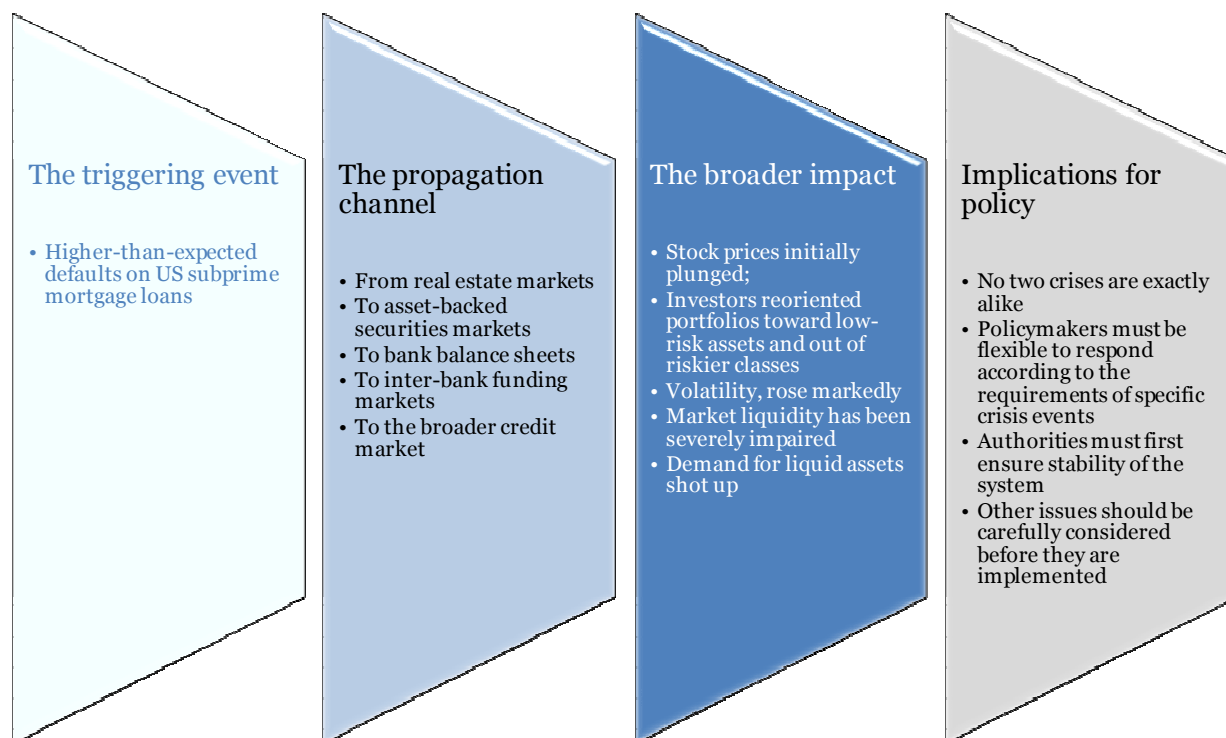 The triggering event
• Higher-than-expected
defaults on US subprime
mortgage loans
The propagation
channel
• From real estate markets
• To asset-backed
securities markets
• To bank balance sheets
• To inter-bank funding
markets
• To the broader credit
market
The broader impact
• Stock prices initially
plunged;
• Investors reoriented
portfolios toward low-
risk assets and out of
riskier classes
• Volatility, rose markedly
• Market liquidity has been
severely impaired
• Demand for liquid assets
shot up
Implications for
policy
• No two crises are exactly
alike
• Policymakers must be
flexible to respond
according to the
requirements of specific
crisis events
• Authorities must first
ensure stability of the
system
• Other issues should be
carefully considered
before they are
implemented